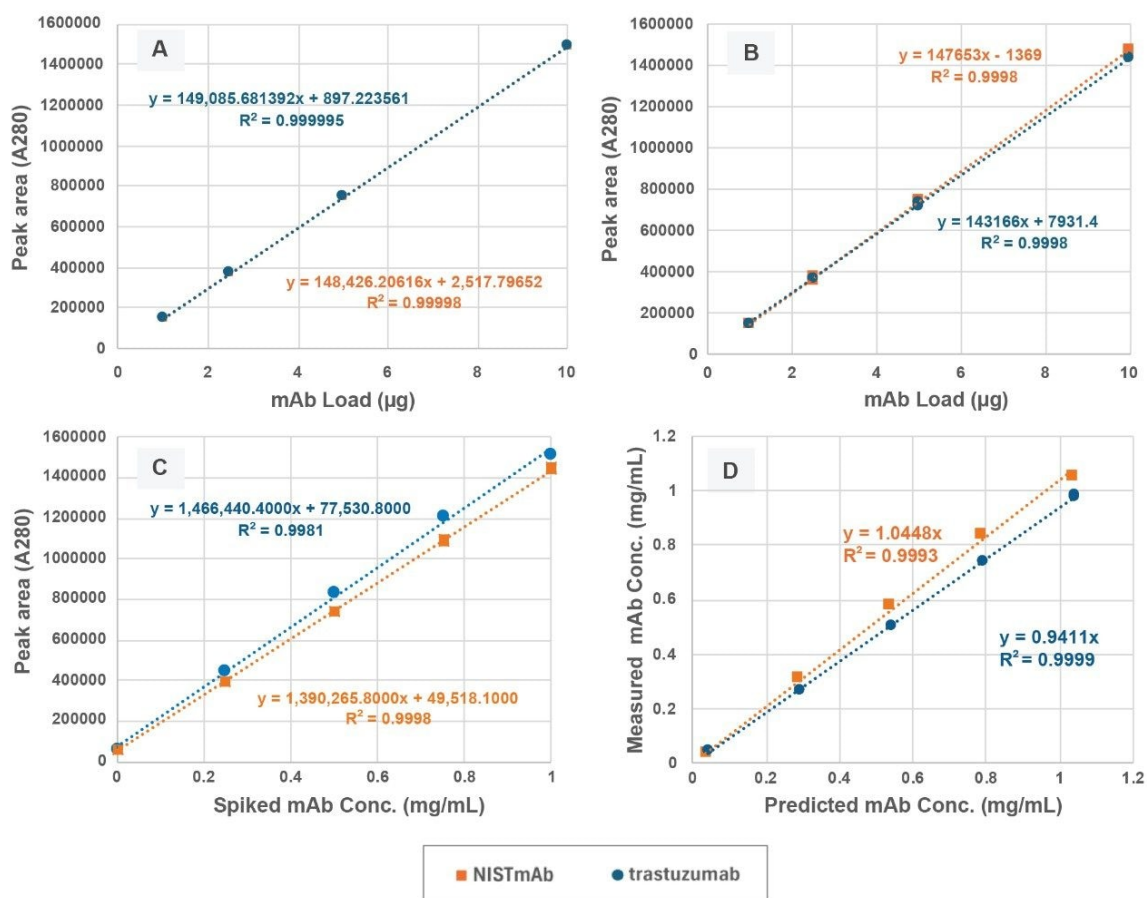 A
Peak area (A280)
1600000
1400000
1200000
1000000
800000
600000
400000
200000
0
y = 149,085.681392x + 897.223561
R² = 0.999995
y = 148,426.20616x + 2,517.79652
R² = 0.99998
0 2 4 6 8 10
mAb Load (µg)
B
Peak area (A280)
1600000
1400000
1200000
1000000
800000
600000
400000
200000
0
y = 147653x - 1369
R² = 0.9998
y = 143166x + 7931.4
R² = 0.9998
0 2 4 6 8 10
mAb Load (µg)
C
Peak area (A280)
1600000
1400000
1200000
1000000
800000
600000
400000
200000
0
y = 1,466,440.4000x + 77,530.8000
R² = 0.9981
y = 1,390,265.8000x + 49,518.1000
R² = 0.9998
0 0.2 0.4 0.6 0.8 1
Spiked mAb Conc. (mg/mL)
D
Measured mAb Conc. (mg/mL)
1.2
1
0.8
0.6
0.4
0.2
0
y = 1.0448x
R² = 0.9993
y = 0.9411x
R² = 0.9999
0 0.2 0.4 0.6 0.8 1 1.2
Predicted mAb Conc. (mg/mL)
NISTmAb trastuzumab